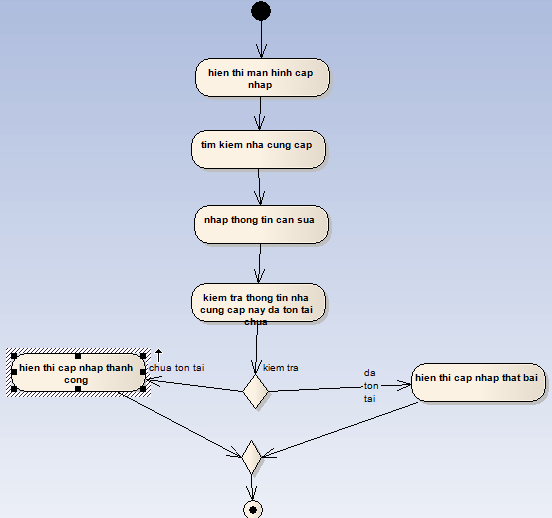 hien thi man hinh cap
nhap
tim kiem nha cung cap
nhap thong tin can sua
kiem tra thong tin nha
cung cap nay da ton tai
chua
kiem tra
chua ton tai
hien thi cap nhap thanh
cong
da
ton
tai
hien thi cap nhap that bai